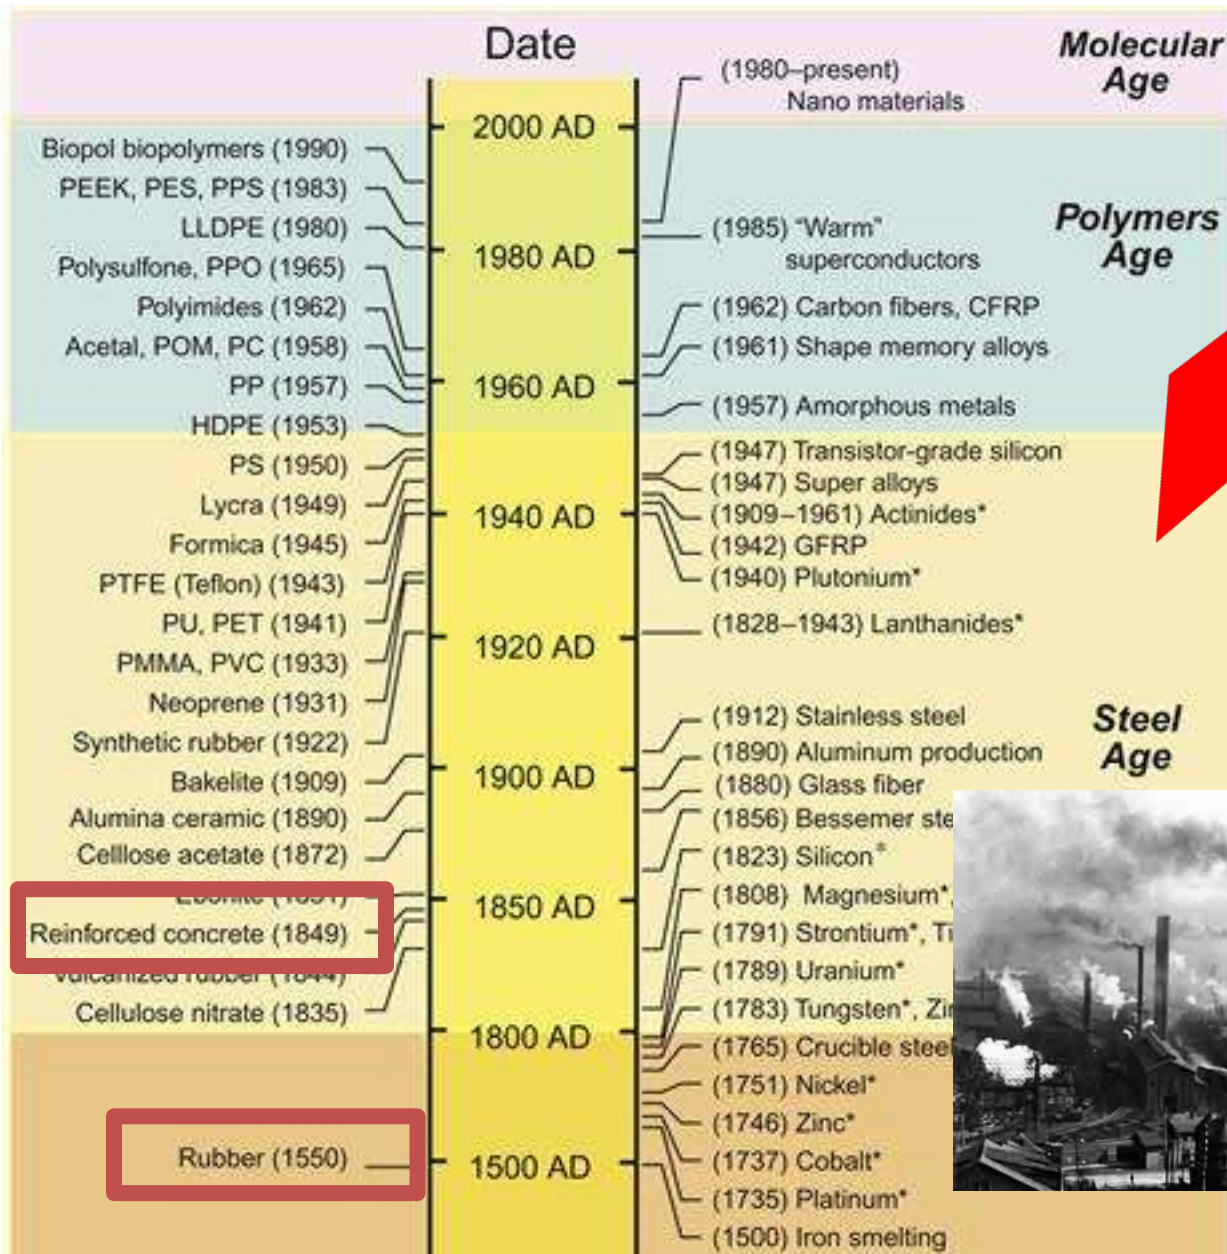 Date
Molecular
Age
(1980–present)
Nano materials
2000 AD
Biopol biopolymers (1990)
PEEK, PES, PPS (1983)
LLDPE (1980)
Polysulfone, PPO (1965)
Polyimides (1962)
Acetal, POM, PC (1958)
PP (1957)
HDPE (1953)
Polymers
Age
(1985) “Warm”
superconductors
1980 AD
(1962) Carbon fibers, CFRP
(1961) Shape memory alloys
1960 AD
(1957) Amorphous metals
PS (1950)
Lycra (1949)
Formica (1945)
PTFE (Teflon) (1943)
PU, PET (1941)
PMMA, PVC (1933)
Neoprene (1931)
Synthetic rubber (1922)
Bakelite (1909)
Alumina ceramic (1890)
Celllose acetate (1872)
Reinforced concrete (1849)
Vulcanized rubber (1844)
Cellulose nitrate (1835)
1940 AD
1920 AD
1900 AD
1850 AD
1800 AD
(1947) Transistor-grade silicon
(1947) Super alloys
(1909–1961) Actinides*
(1942) GFRP
(1940) Plutonium*
(1828–1943) Lanthanides*
Steel
Age
(1912) Stainless steel
(1890) Aluminum production
(1880) Glass fiber
(1856) Bessemer
(1823) Silicon*
(1808) Magnesium*,
(1791) Strontium*,
(1789) Uranium*
(1783) Tungsten*,
(1765) Crucible steel
(1751) Nickel*
(1746) Zinc*
(1737) Cobalt*
(1735) Platinum*
(1500) Iron smelting
Rubber (1550)
1500 AD